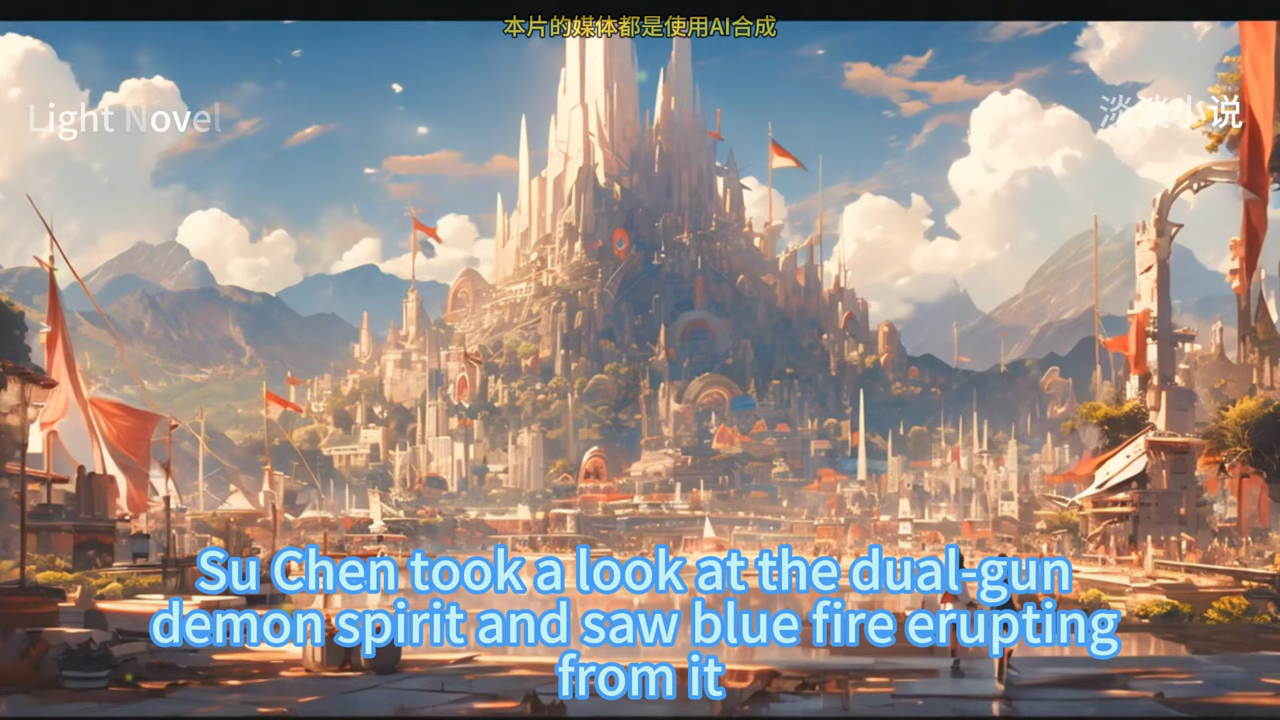 本片的媒体都是使用AI合成
Light Novel
淡淡小说
Su Chen took a look at the dual-gun
demon spirit and saw blue fire erupting
from it